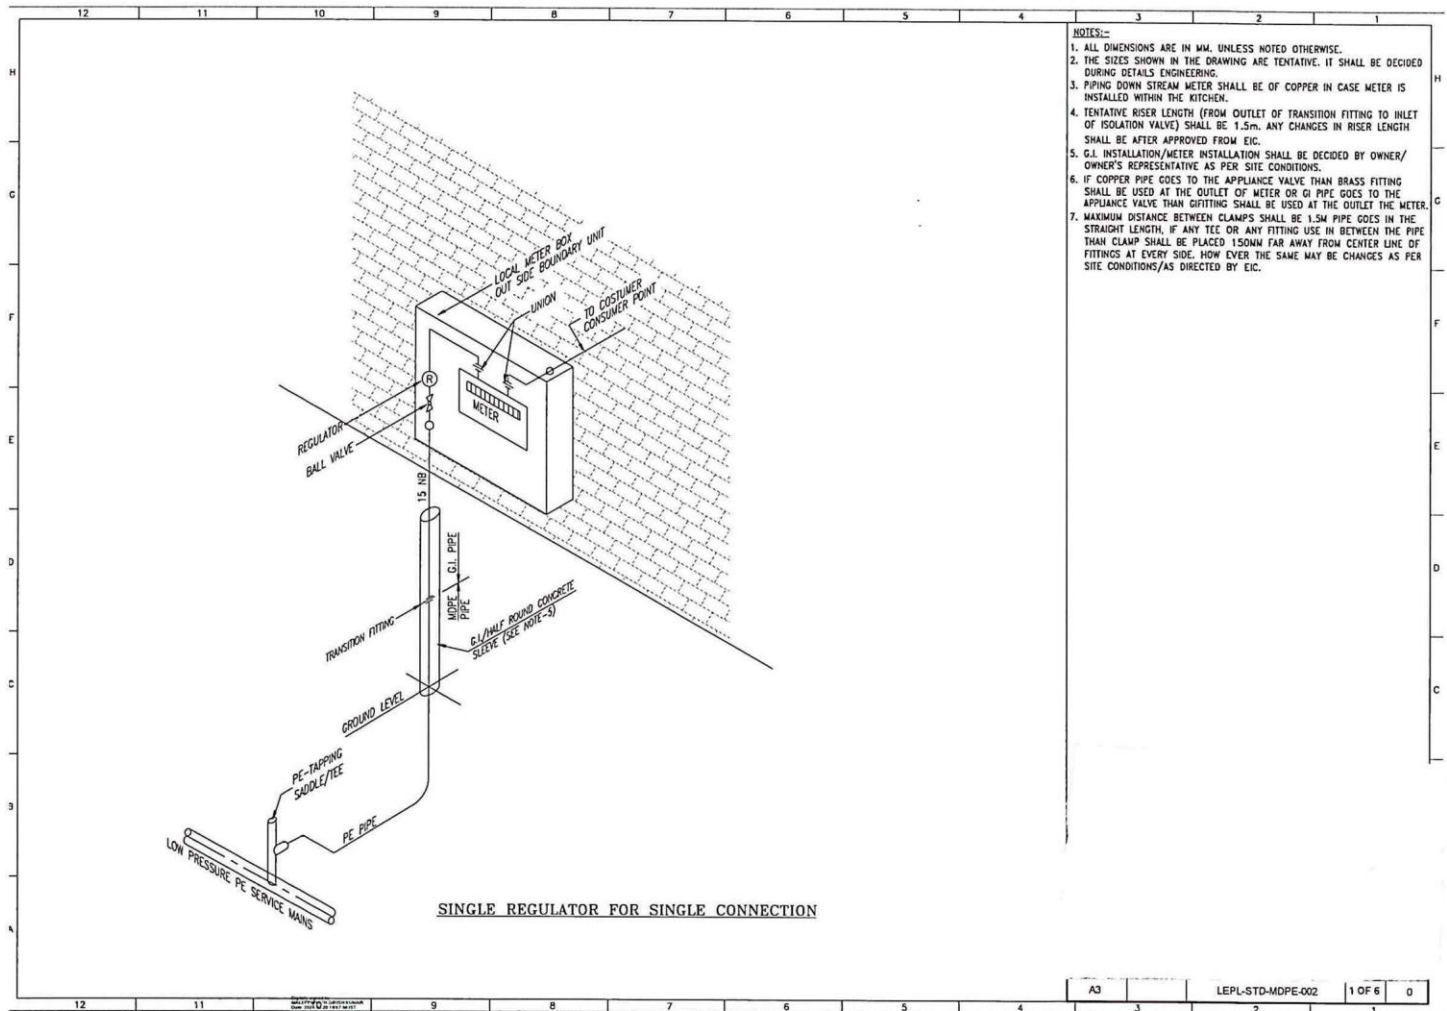 12 11 10 9 8 7 6 5 4 3 2 1
H
G
F
E
D
C
B
A
H
G
F
E
D
C
NOTES:-
1. ALL DIMENSIONS ARE IN MM. UNLESS NOTED OTHERWISE.
2. THE SIZES SHOWN IN THE DRAWING ARE TENTATIVE. IT SHALL BE DECIDED
DURING DETAILS ENGINEERING.
3. PIPING DOWN STREAM METER SHALL BE OF COPPER IN CASE METER IS
INSTALLED WITHIN THE KITCHEN.
4. TENTATIVE RISER LENGTH (FROM OUTLET OF TRANSITION FITTING TO INLET
OF ISOLATION VALVE) SHALL BE 1.5m. ANY CHANGES IN RISER LENGTH
SHALL BE AFTER APPROVED FROM EIC.
5. G.I. INSTALLATION/METER INSTALLATION SHALL BE DECIDED BY OWNER/
OWNER'S REPRESENTATIVE AS PER SITE CONDITIONS.
6. IF COPPER PIPE GOES TO THE APPLIANCE VALVE THAN BRASS FITTING
SHALL BE USED AT THE OUTLET OF METER OR GI PIPE GOES TO THE
APPLIANCE VALVE THAN GIFITTING SHALL BE USED AT THE OUTLET THE METER.
7. MAXIMUM DISTANCE BETWEEN CLAMPS SHALL BE 1.5M PIPE GOES IN THE
STRAIGHT LENGTH, IF ANY TEE OR ANY FITTING USE IN BETWEEN THE PIPE
THAN CLAMP SHALL BE PLACED 150MM FAR AWAY FROM CENTER LINE OF
FITTINGS AT EVERY SIDE. HOW EVER THE SAME MAY BE CHANGES AS PER
SITE CONDITIONS/AS DIRECTED BY EIC.
LOCAL METER BOX
OUT SIDE BOUNDARY UNIT
UNION
TO COSTUMER
CONSUMER POINT
R
METER
REGULATOR
BALL VALVE
15 NB
G.I. PIPE
MDPE
PIPE
TRANSITION FITTING
G.I./HALF ROUND CONCRETE
SLEEVE (SEE NOTE-5)
GROUND LEVEL
PE-TAPPING
SADDLE/TEE
PE PIPE
LOW PRESSURE PE SERVICE MAINS
SINGLE REGULATOR FOR SINGLE CONNECTION
A3 LEPL-STD-MDPE-002 1 OF 6 0
12 11 10 9 8 7 6 5 4 3 2 1